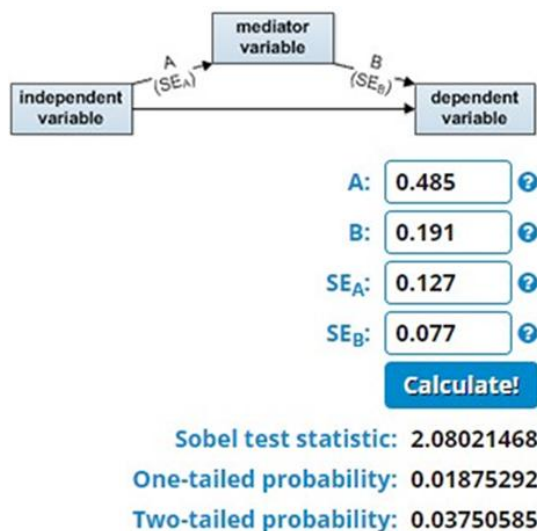 mediator
variable
A
(SEA)
B
(SEB)
independent
variable
dependent
variable
A: 0.485 ?
B: 0.191 ?
SEA: 0.127 ?
SEB: 0.077 ?
Calculate!
Sobel test statistic: 2.08021468
One-tailed probability: 0.01875292
Two-tailed probability: 0.03750585